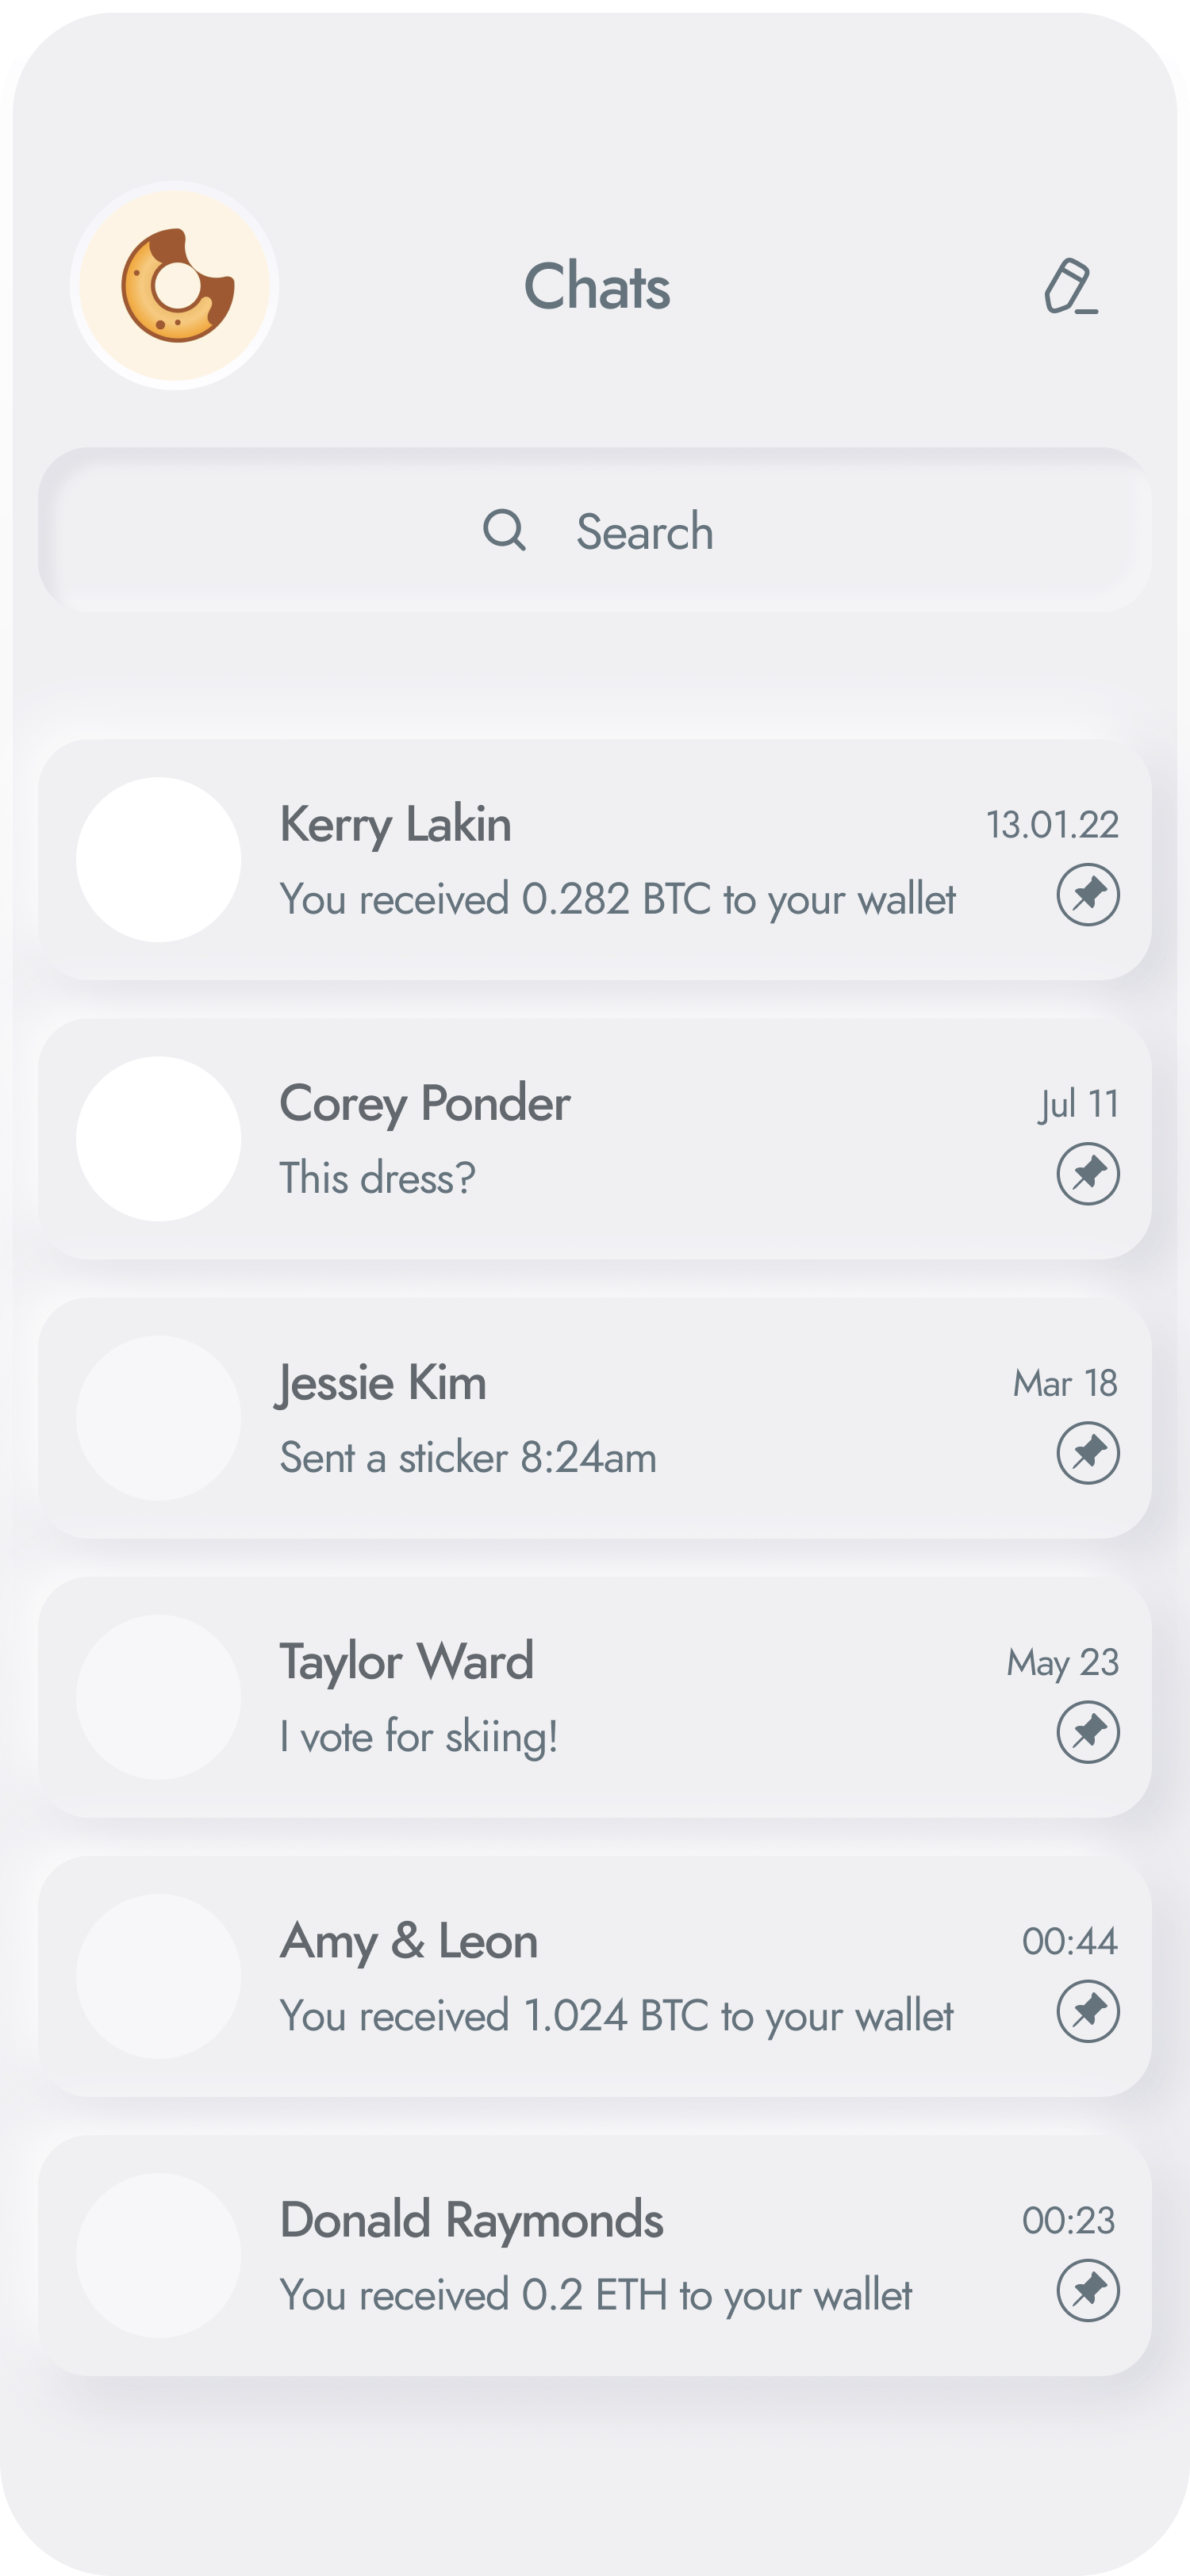 Chats
Search
Kerry Lakin
13.01.22
You received 0.282 BTC to your wallet
Corey Ponder
Jul 11
This dress?
Jessie Kim
Mar 18
Sent a sticker 8:24am
Taylor Ward
May 23
I vote for skiing!
Amy & Leon
00:44
You received 1.024 BTC to your wallet
Donald Raymonds
00:23
You received 0.2 ETH to your wallet